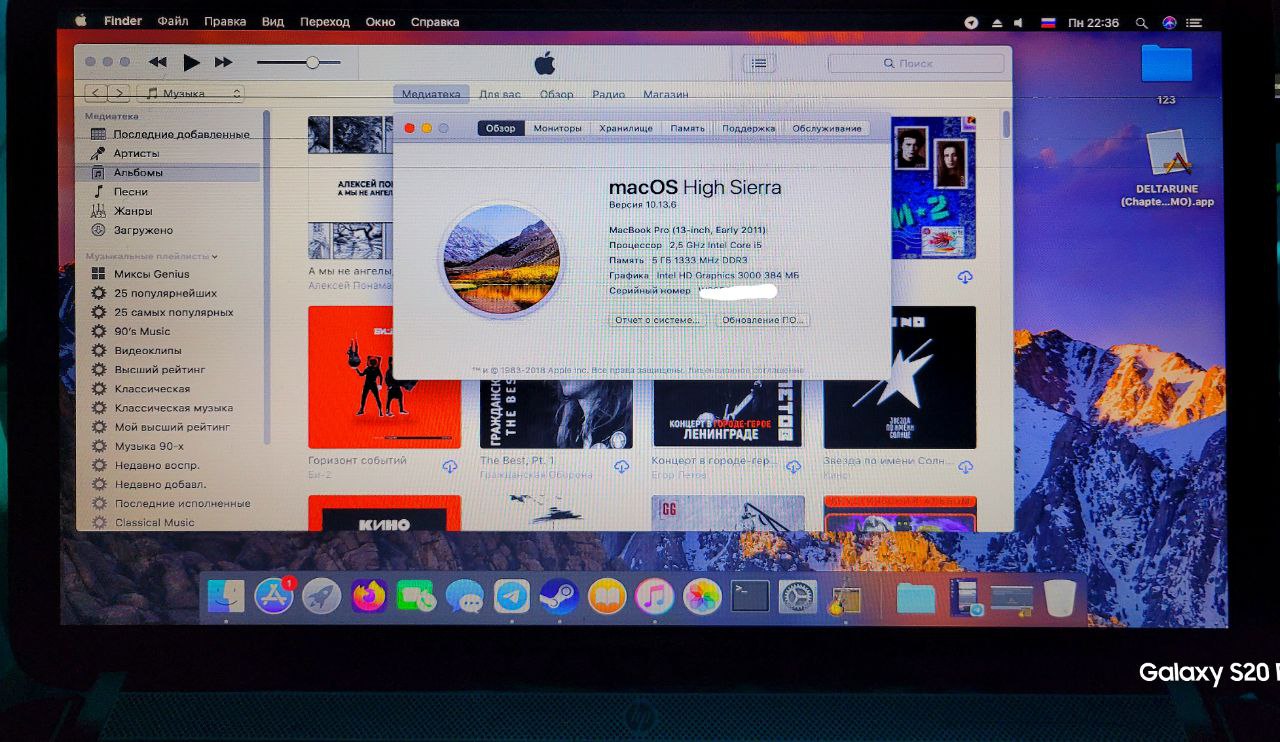 Finder Файл Правка Вид Переход Окно Справка
Пн 22:36
Поиск
Музыка
Медиатека Для вас Обзор Радио Магазин
Медиатека
Последние добавленные
Артисты
Альбомы
Песни
Жанры
Загружено
Музыкальные плейлисты
Миксы Genius
25 популярнейших
25 самых популярных
90's Music
Видеоклипы
Высший рейтинг
Классическая
Классическая музыка
Мой высший рейтинг
Музыка 90-х
Недавно воспр.
Недавно добавл.
Последние исполненные
Classical Music
АЛЕКСЕЙ
А МЫ НЕ АНГЕЛ
А мы не ангелы
Алексей Понама
Обзор Мониторы Хранилище Память Поддержка Обслуживание
macOS High Sierra
Версия 10.13.6
MacBook Pro (13-inch, Early 2011)
Процессор 2,5 GHz Intel Core i5
Память 5 ГБ 1333 MHz DDR3
Графика Intel HD Graphics 3000 384 МБ
Серийный номер
Отчет о системе... Обновление ПО...
™ и © 1983-2018 Apple Inc. Все права защищены. Лицензионное соглашение
Горизонт событий
Би-2
ГРАЖДАНСК
THE BES
The Best, Pt. 1
Гражданская Оборона
КОНЦЕРТ В ГОРОДЕ-ГЕРОЕ
ЛЕНИНГРАДЕ
Концерт в городе-гер...
Егор Летов
ЗВЕЗДА
ПО ИМЕНИ
СОЛНЦЕ
Звезда по имени Солн...
Кино
КИНО
GG
123
DELTARUNE
(Chapte...MO).app
1
hp
Galaxy S20